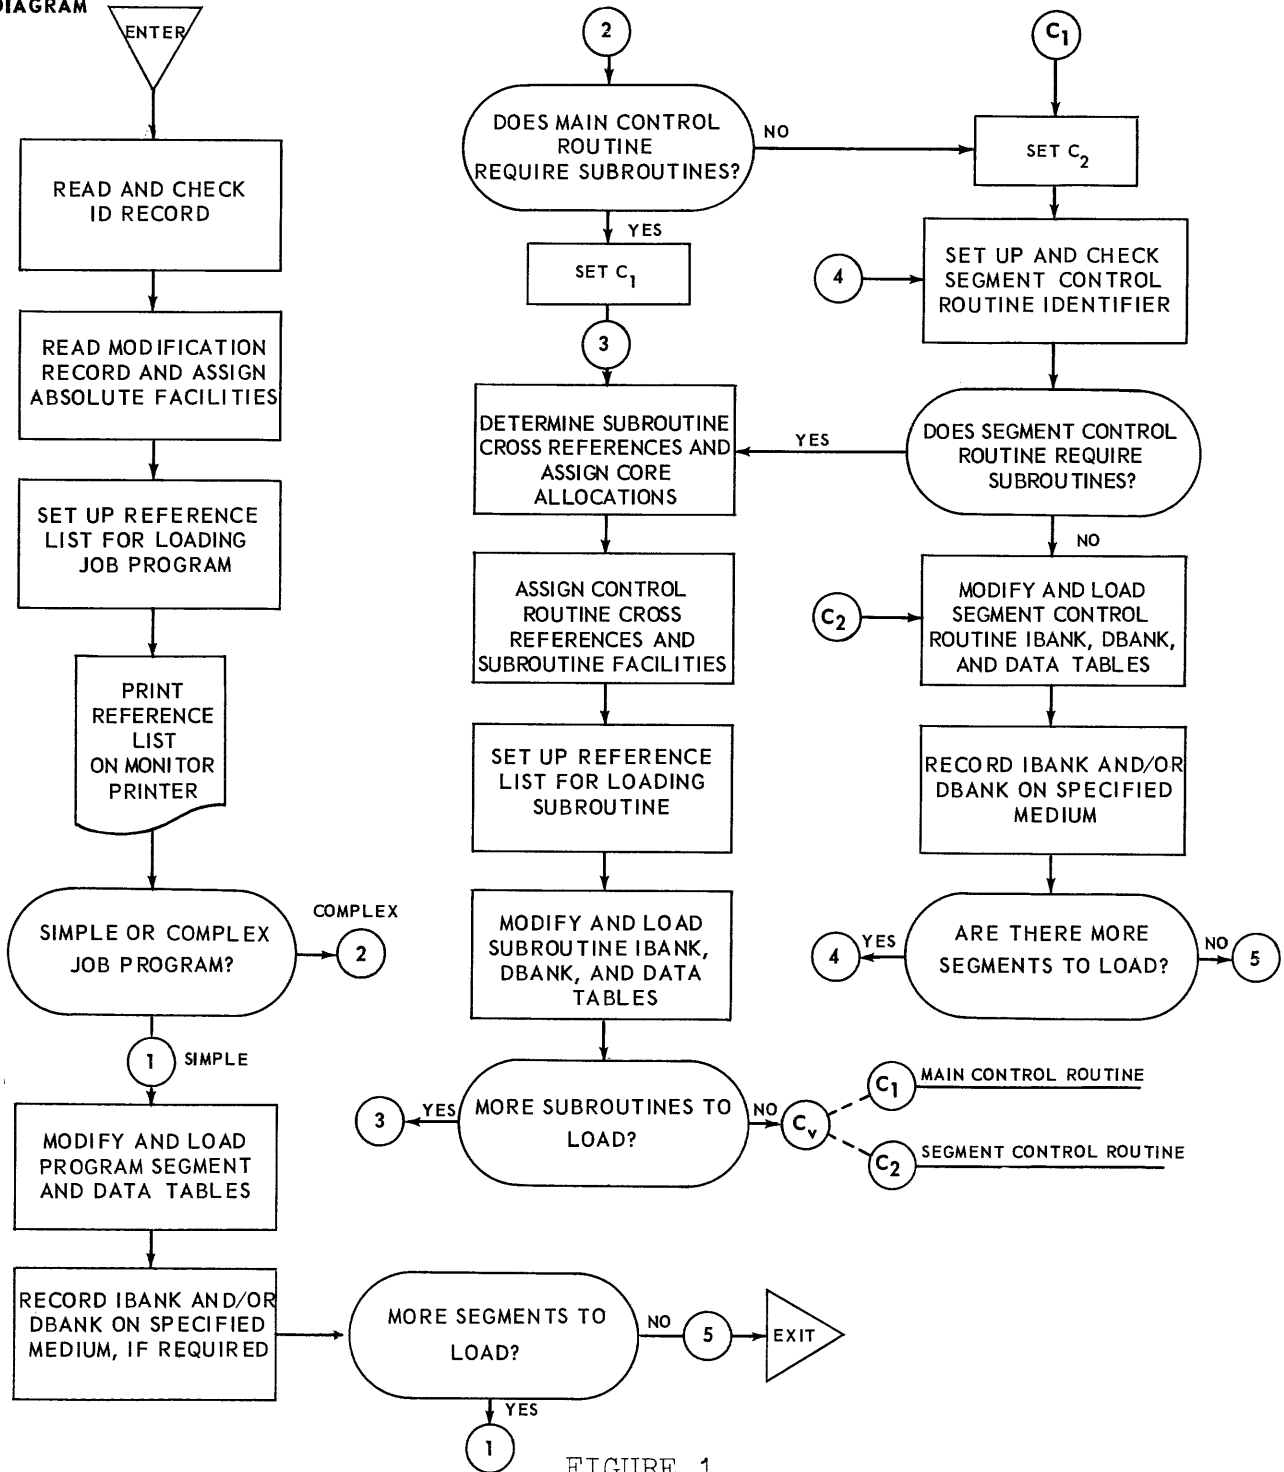 DIAGRAM
ENTER
READ AND CHECK
ID RECORD
READ MODIFICATION
RECORD AND ASSIGN
ABSOLUTE FACILITIES
SET UP REFERENCE
LIST FOR LOADING
JOB PROGRAM
PRINT
REFERENCE
LIST
ON MONITOR
PRINTER
SIMPLE OR COMPLEX
JOB PROGRAM?
COMPLEX
2
1
SIMPLE
MODIFY AND LOAD
PROGRAM SEGMENT
AND DATA TABLES
RECORD IBANK AND/OR
DBANK ON SPECIFIED
MEDIUM, IF REQUIRED
MORE SEGMENTS TO
LOAD?
NO
5
EXIT
YES
1
2
DOES MAIN CONTROL
ROUTINE
REQUIRE SUBROUTINES?
NO
YES
SET C1
3
DETERMINE SUBROUTINE
CROSS REFERENCES AND
ASSIGN CORE
ALLOCATIONS
ASSIGN CONTROL
ROUTINE CROSS
REFERENCES AND
SUBROUTINE FACILITIES
SET UP REFERENCE
LIST FOR LOADING
SUBROUTINE
MODIFY AND LOAD
SUBROUTINE IBANK,
DBANK, AND DATA
TABLES
MORE SUBROUTINES TO
LOAD?
YES
3
NO
Cv
C1
MAIN CONTROL ROUTINE
C2
SEGMENT CONTROL ROUTINE
C1
SET C2
4
SET UP AND CHECK
SEGMENT CONTROL
ROUTINE IDENTIFIER
DOES SEGMENT CONTROL
ROUTINE REQUIRE
SUBROUTINES?
YES
NO
C2
MODIFY AND LOAD
SEGMENT CONTROL
ROUTINE IBANK, DBANK,
AND DATA TABLES
RECORD IBANK AND/OR
DBANK ON SPECIFIED
MEDIUM
ARE THERE MORE
SEGMENTS TO LOAD?
YES
4
NO
5
FIGURE 1